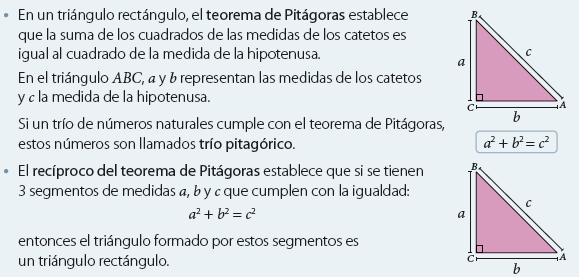 • En un triángulo rectángulo, el teorema de Pitágoras establece
que la suma de los cuadrados de las medidas de los catetos es
igual al cuadrado de la medida de la hipotenusa.
En el triángulo ABC, a y b representan las medidas de los catetos
y c la medida de la hipotenusa.
Si un trío de números naturales cumple con el teorema de Pitágoras,
estos números son llamados trío pitagórico.
B
a
c
C
A
b
a² + b² = c²
• El recíproco del teorema de Pitágoras establece que si se tienen
3 segmentos de medidas a, b y c que cumplen con la igualdad:
a² + b² = c²
entonces el triángulo formado por estos segmentos es
un triángulo rectángulo.
B
a
c
C
A
b